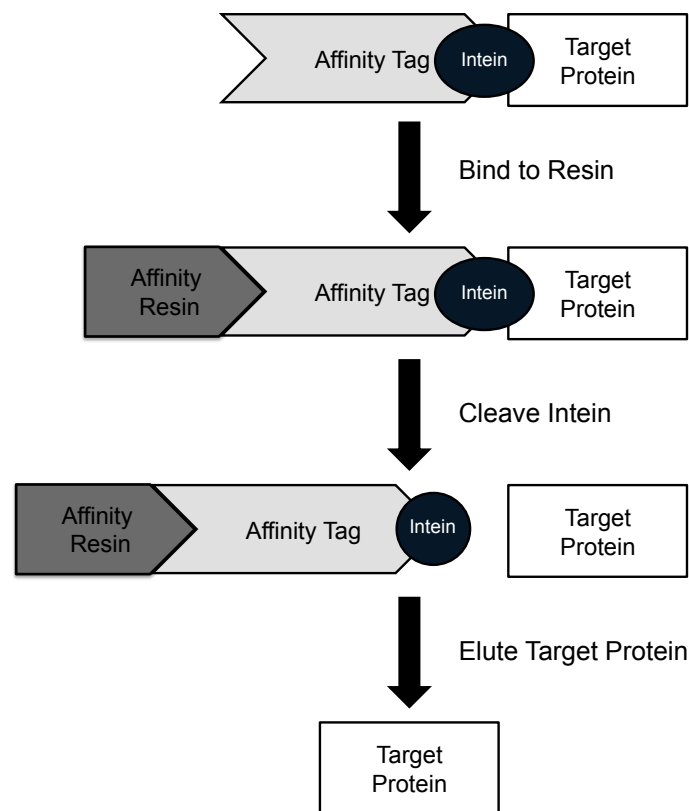 Affinity Tag
Intein
Target
Protein
Bind to Resin
Affinity
Resin
Affinity Tag
Intein
Target
Protein
Cleave Intein
Affinity
Resin
Affinity Tag
Intein
Target
Protein
Elute Target Protein
Target
Protein